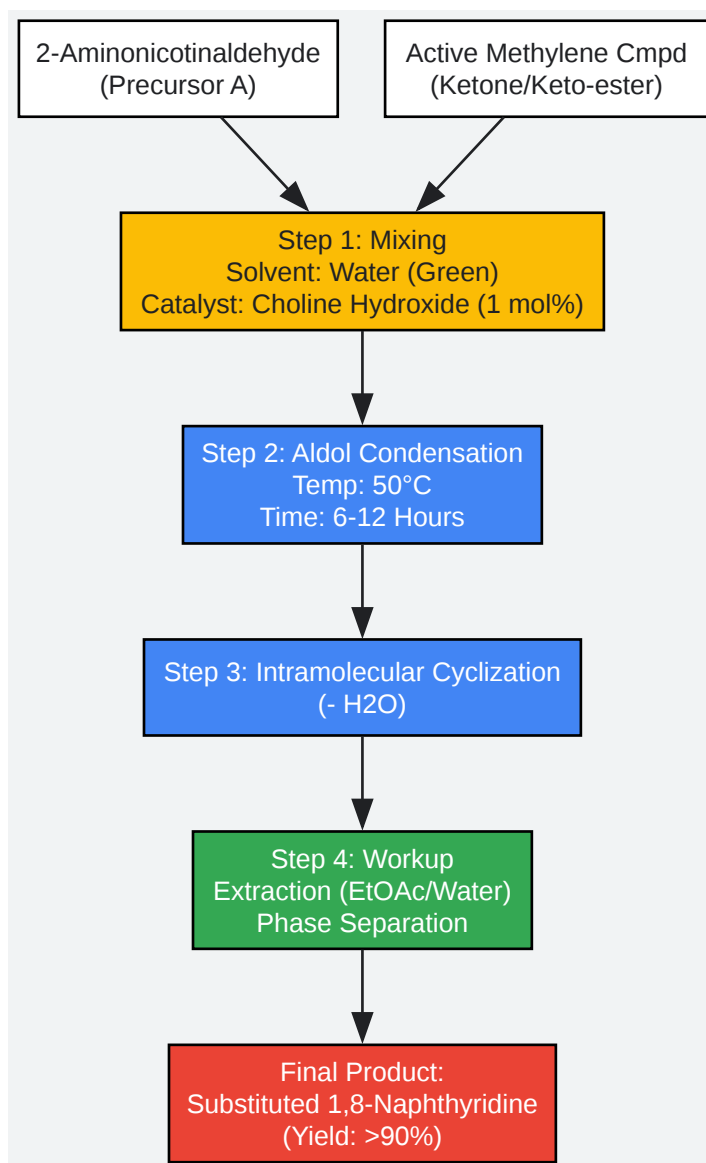 2-Aminonicotinaldehyde
(Precursor A)
Active Methylene Cmpd
(Ketone/Keto-ester)
Step 1: Mixing
Solvent: Water (Green)
Catalyst: Choline Hydroxide (1 mol%)
Step 2: Aldol Condensation
Temp: 50°C
Time: 6-12 Hours
Step 3: Intramolecular Cyclization
(- H2O)
Step 4: Workup
Extraction (EtOAc/Water)
Phase Separation
Final Product:
Substituted 1,8-Naphthyridine
(Yield: >90%)